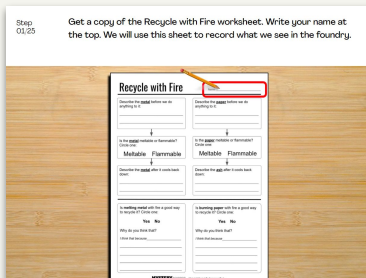 Step
01/25
Get a copy of the Recycle with Fire worksheet. Write your name at
the top. We will use this sheet to record what we see in the foundry.
Recycle with Fire
Describe the metal before we do
anything to it
Describe the paper before we do
anything to it
Is the metal meltable or flammable?
Circle one:
Meltable Flammable
Is the paper meltable or flammable?
Circle one:
Meltable Flammable
Describe the metal after it cools back
down:
Describe the ash after it cools back
down:
Is melting metal with fire a good way
to recycle it? Circle one:
Yes No
Why do you think that?
I think that because
Is burning paper with fire a good way
to recycle it? Circle one:
Yes No
Why do you think that?
I think that because
MYSTERY